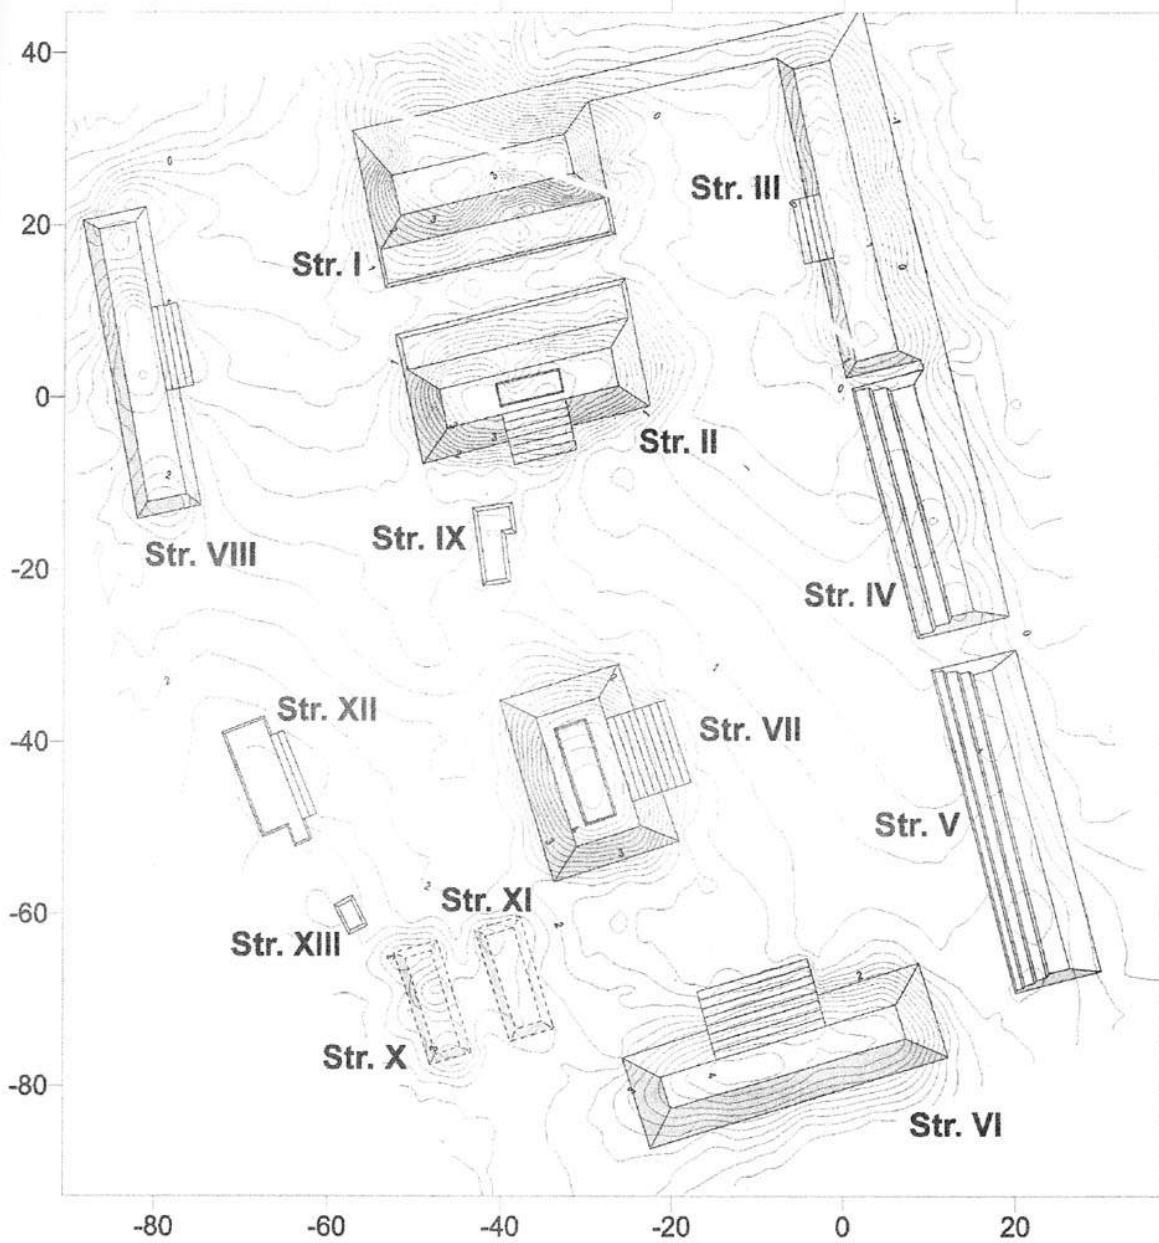 40
Str. III
20
Str. I
0
Str. II
Str. IX
Str. VIII
-20
Str. IV
Str. XII
Str. VII
-40
Str. V
Str. XI
-60
Str. XIII
Str. X
-80
Str. VI
-80 -60 -40 -20 0 20